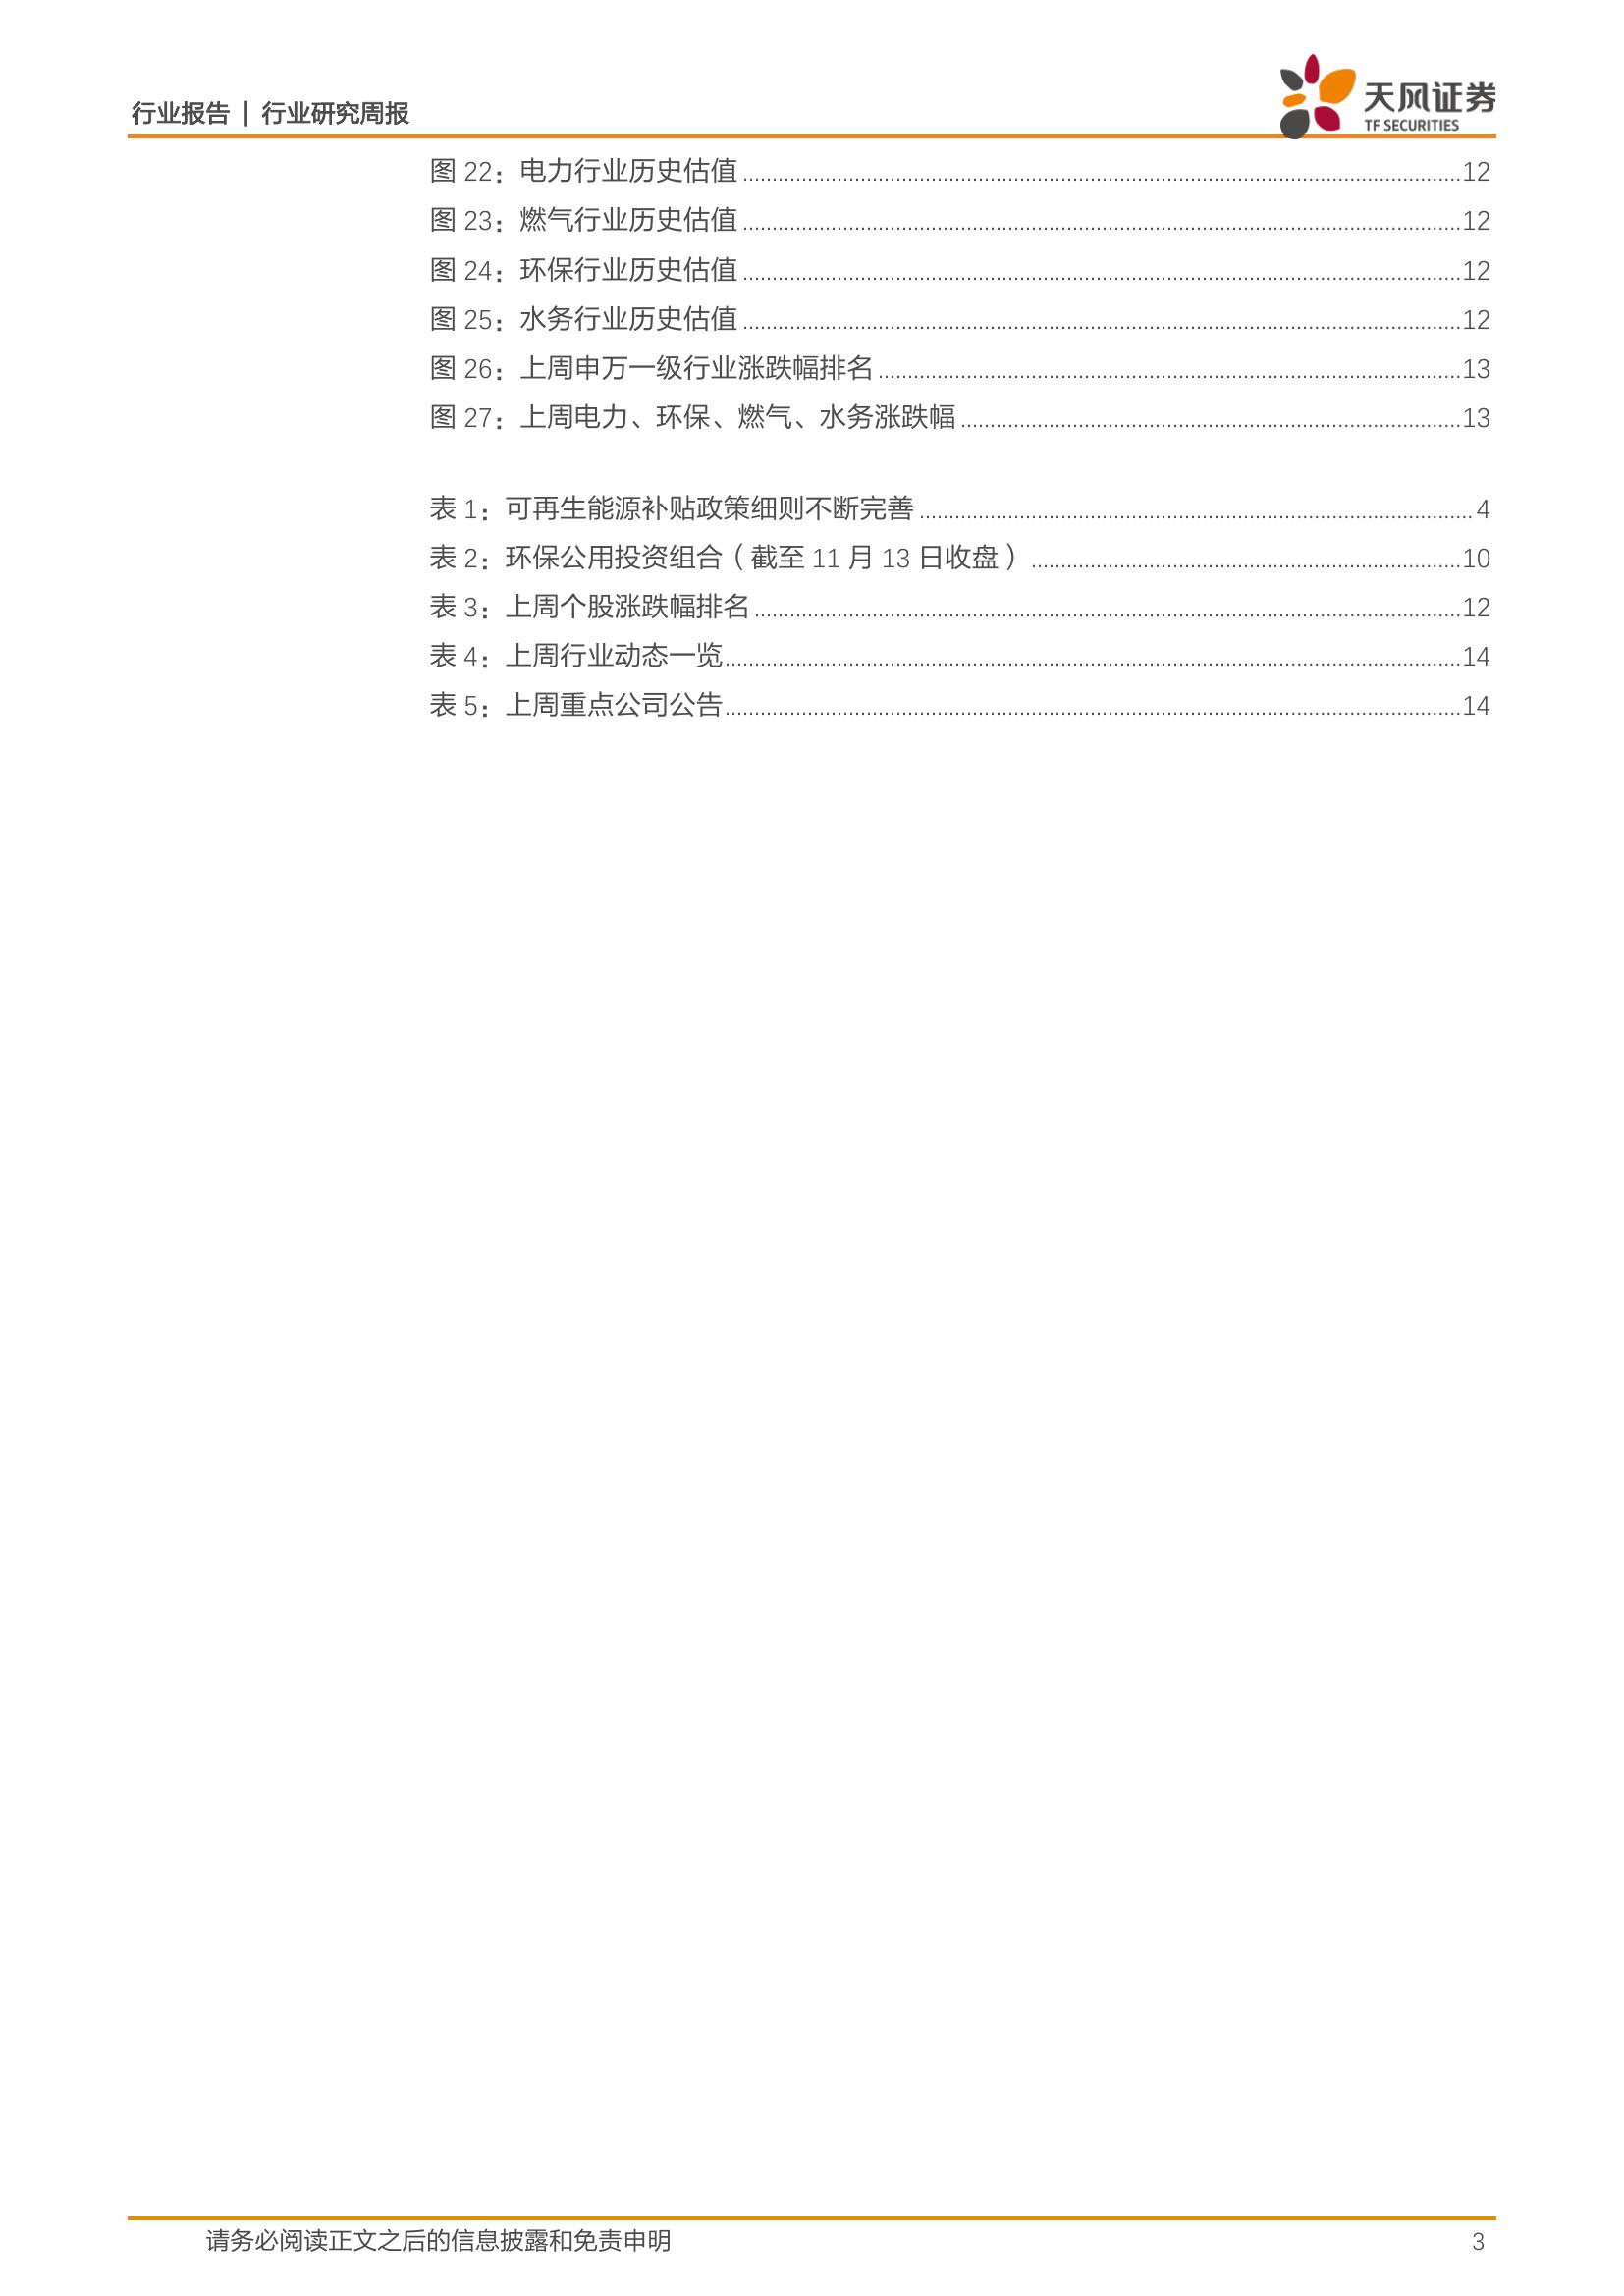 行业报告 | 行业研究周报
天风证券
TF SECURITIES
图 22：电力行业历史估值 12
图 23：燃气行业历史估值 12
图 24：环保行业历史估值 12
图 25：水务行业历史估值 12
图 26：上周申万一级行业涨跌幅排名 13
图 27：上周电力、环保、燃气、水务涨跌幅 13
表 1：可再生能源补贴政策细则不断完善 4
表 2：环保公用投资组合（截至 11 月 13 日收盘） 10
表 3：上周个股涨跌幅排名 12
表 4：上周行业动态一览 14
表 5：上周重点公司公告 14
请务必阅读正文之后的信息披露和免责申明 3